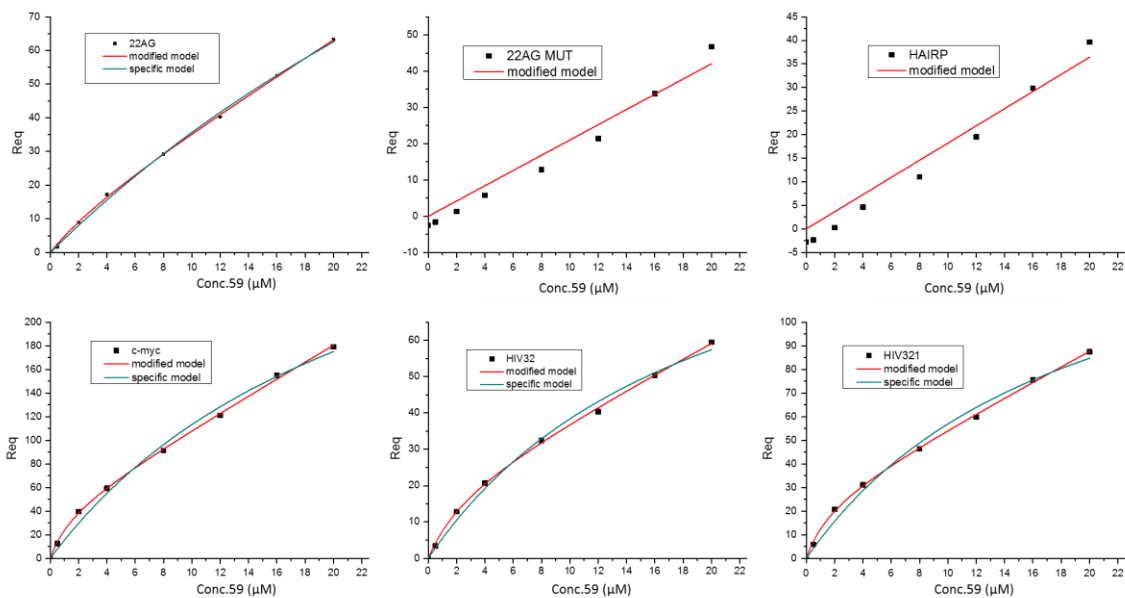 22AG
modified model
specific model
70
60
50
40
30
20
10
0
Req
0 2 4 6 8 10 12 14 16 18 20 22
Conc.59 (µM)
22AG MUT
modified model
50
40
30
20
10
0
-10
Req
0 2 4 6 8 10 12 14 16 18 20 22
Conc.59 (µM)
HAIRP
modified model
45
40
35
30
25
20
15
10
5
0
-5
Req
0 2 4 6 8 10 12 14 16 18 20 22
Conc.59 (µM)
c-myc
modified model
specific model
200
180
160
140
120
100
80
60
40
20
0
Req
0 2 4 6 8 10 12 14 16 18 20 22
Conc.59 (µM)
HIV32
modified model
specific model
60
50
40
30
20
10
0
Req
0 2 4 6 8 10 12 14 16 18 20 22
Conc.59 (µM)
HIV321
modified model
specific model
100
90
80
70
60
50
40
30
20
10
0
Req
0 2 4 6 8 10 12 14 16 18 20 22
Conc.59 (µM)